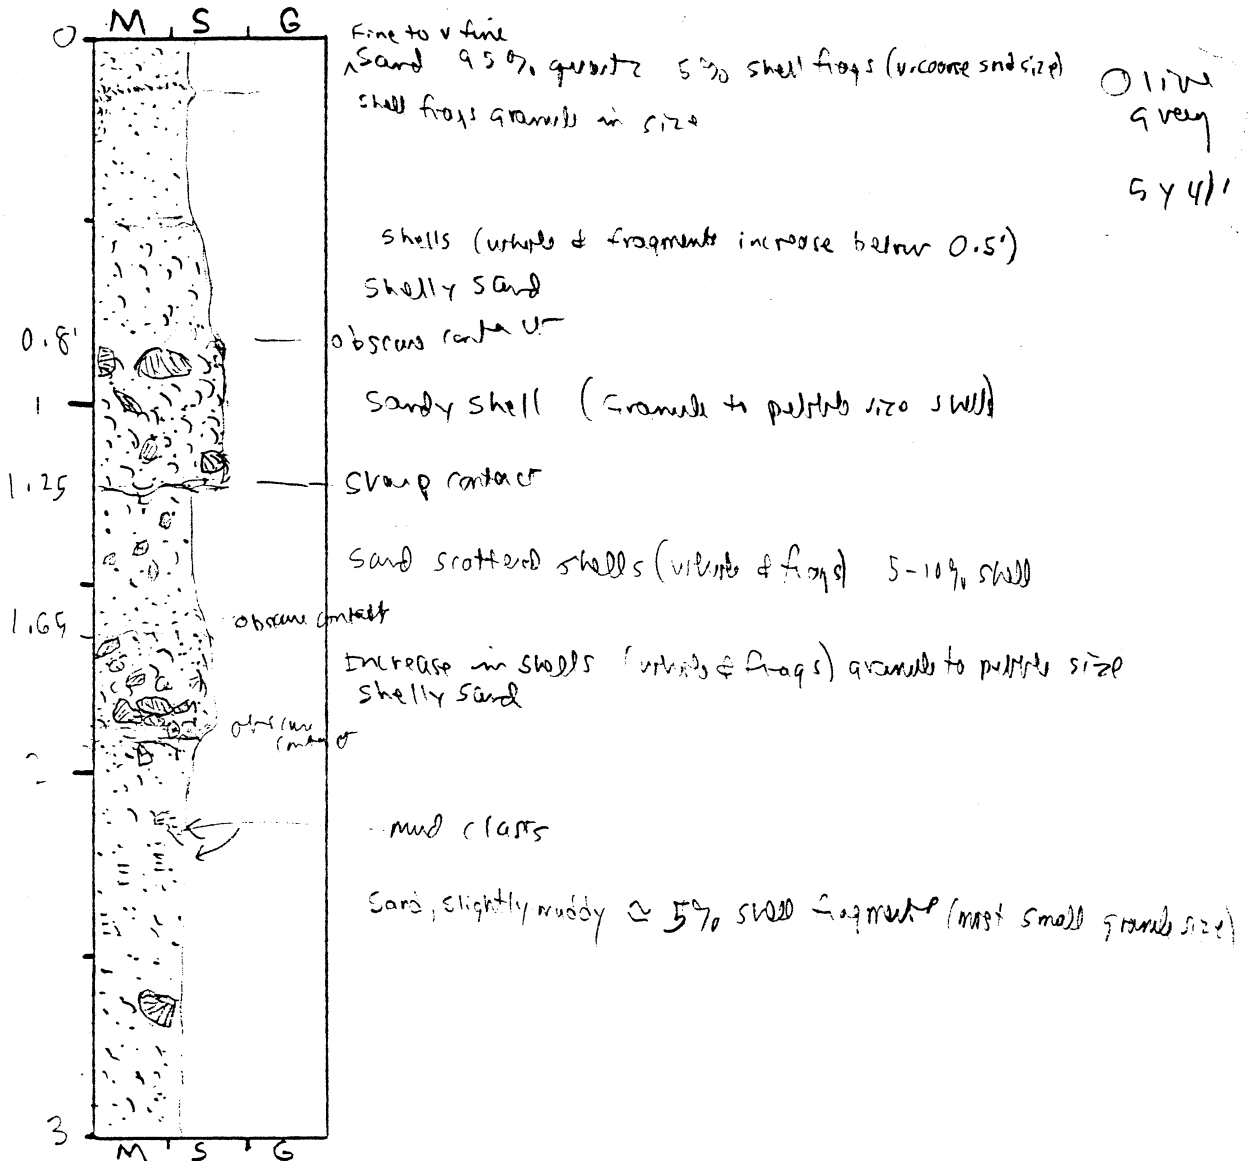 M S G
0
Fine to v fine
^Sand 95% quartz 5% shell frags (v. coarse snd size)
Olive
grey
5Y 4/1
shell frags granule in size
shells (whole & fragments increase below 0.5')
shelly sand
0.8'
obscure contact
1
Sandy shell (Granule to pebble size shell)
1.25
sharp contact
Sand scattered shells (whole & frags) 5-10% shell
1.65
obscure contact
Increase in shells (whole & frags) granule to pebble size
shelly sand
obscure
contact
2
mud clasts
Sand, slightly muddy ≃ 5% shell fragments (most small granule size)
3
M S G